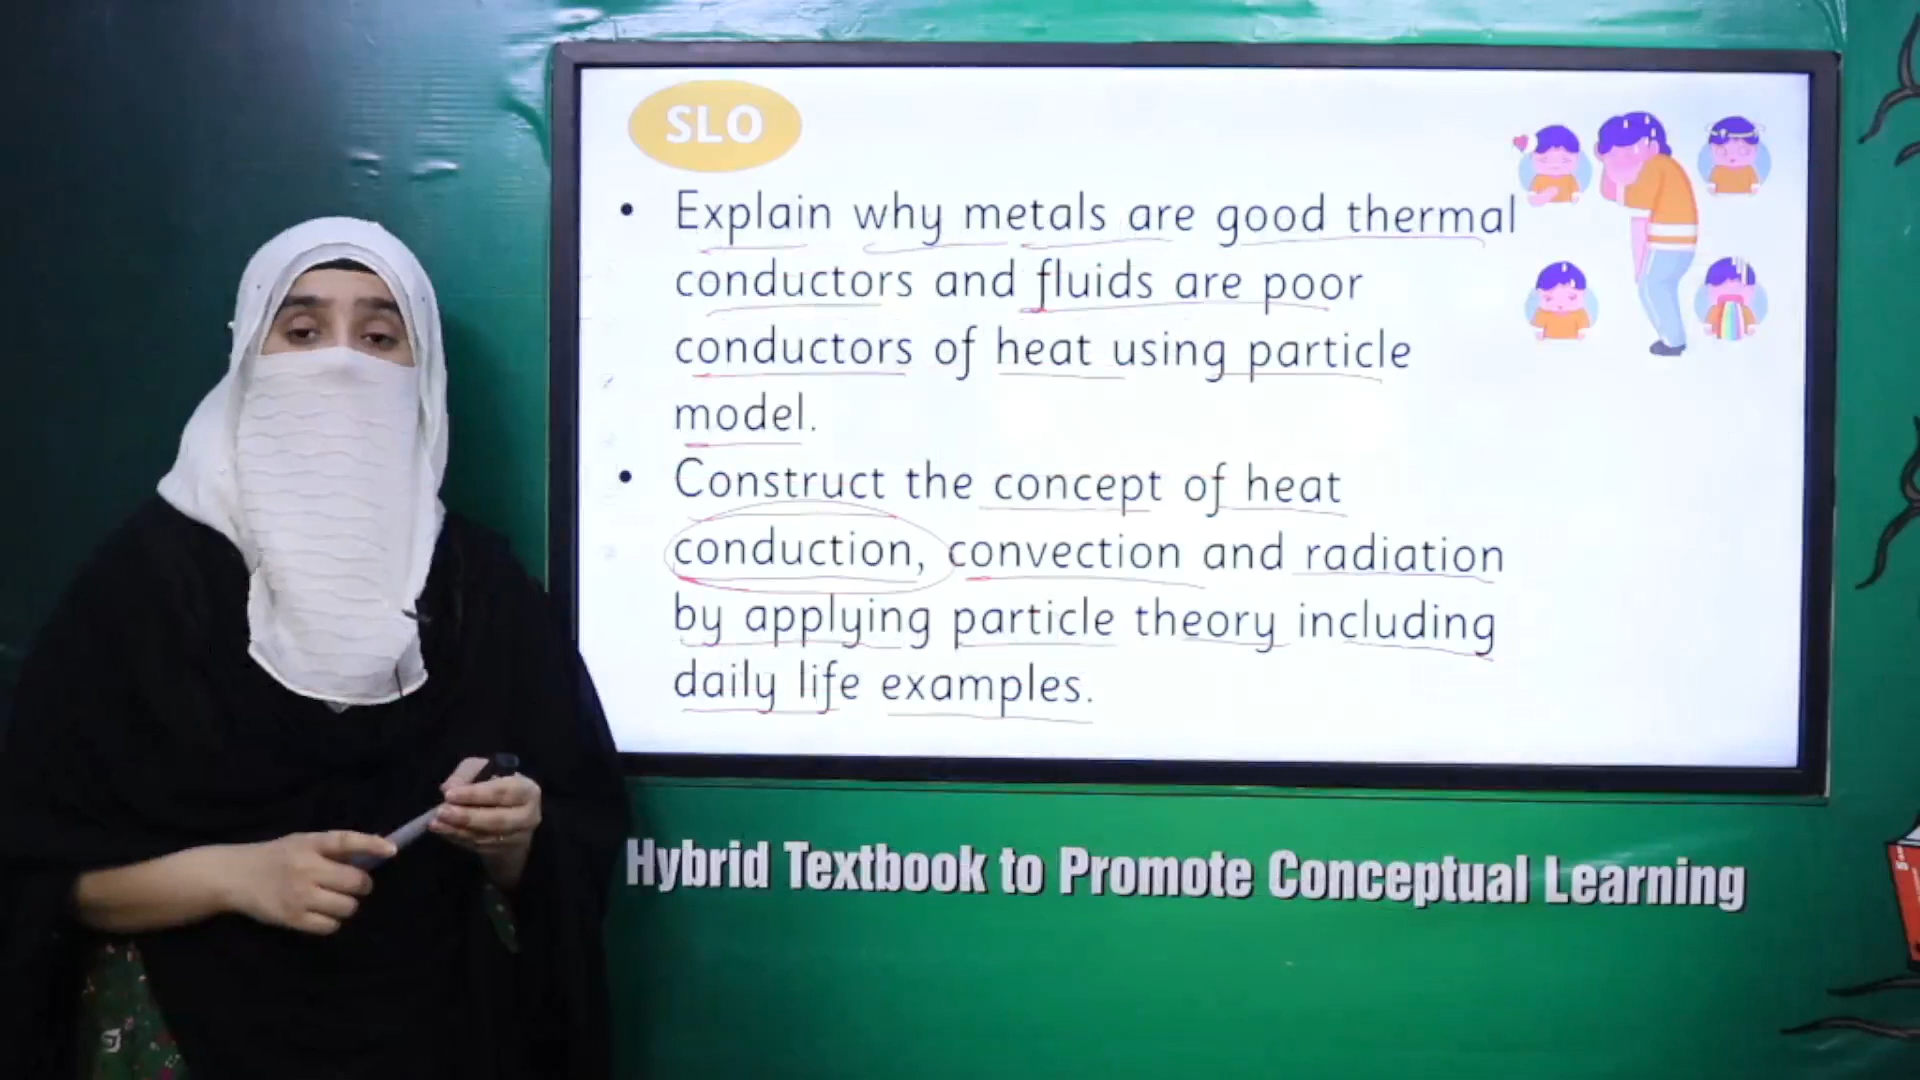 SLO
• Explain why metals are good thermal
conductors and fluids are poor
conductors of heat using particle
model.
• Construct the concept of heat
conduction, convection and radiation
by applying particle theory including
daily life examples.
Hybrid Textbook to Promote Conceptual Learning